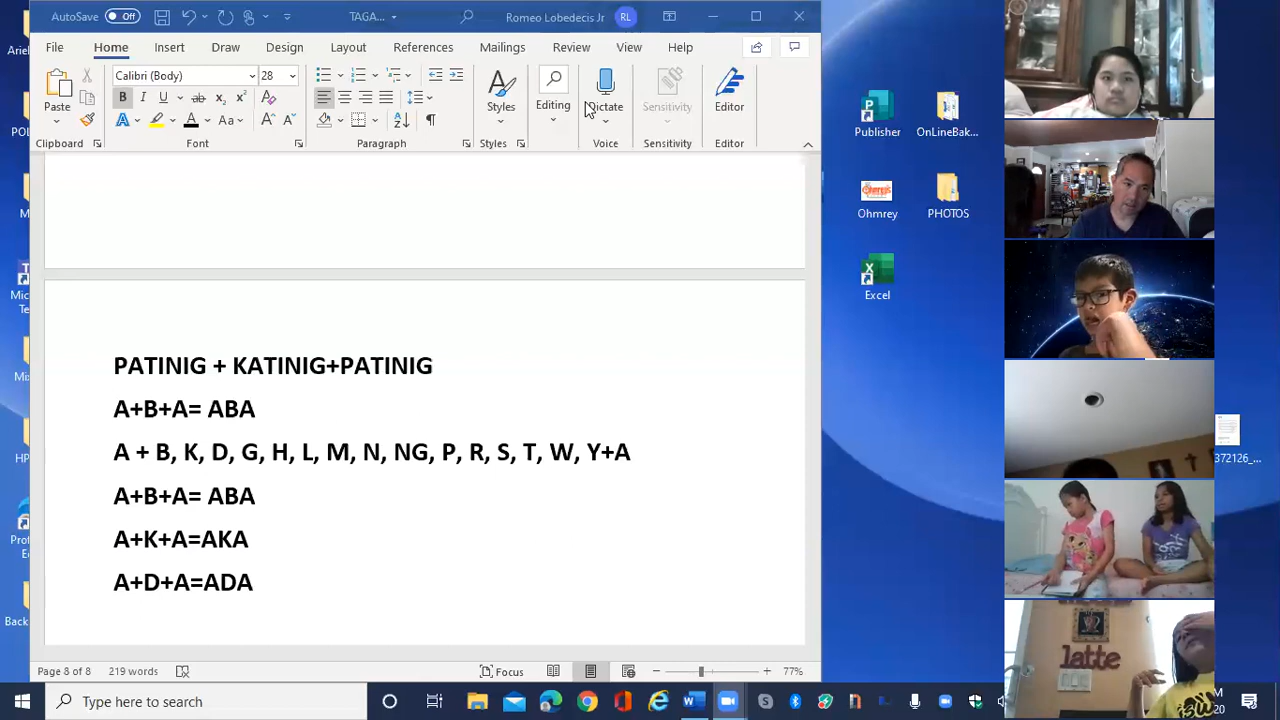 AutoSave Off TAGA... Romeo Lobedecis Jr RL
File Home Insert Draw Design Layout References Mailings Review View Help
Calibri (Body) 28
Paste Styles Editing Dictate Sensitivity Editor
Clipboard Font Paragraph Styles Voice Sensitivity Editor
PATINIG + KATINIG+PATINIG
A+B+A= ABA
A + B, K, D, G, H, L, M, N, NG, P, R, S, T, W, Y+A
A+B+A= ABA
A+K+A=AKA
A+D+A=ADA
Page 8 of 8 219 words Focus 77%
Type here to search
Publisher OnLineBak...
Ohmrey PHOTOS
Excel
372126_...
latte